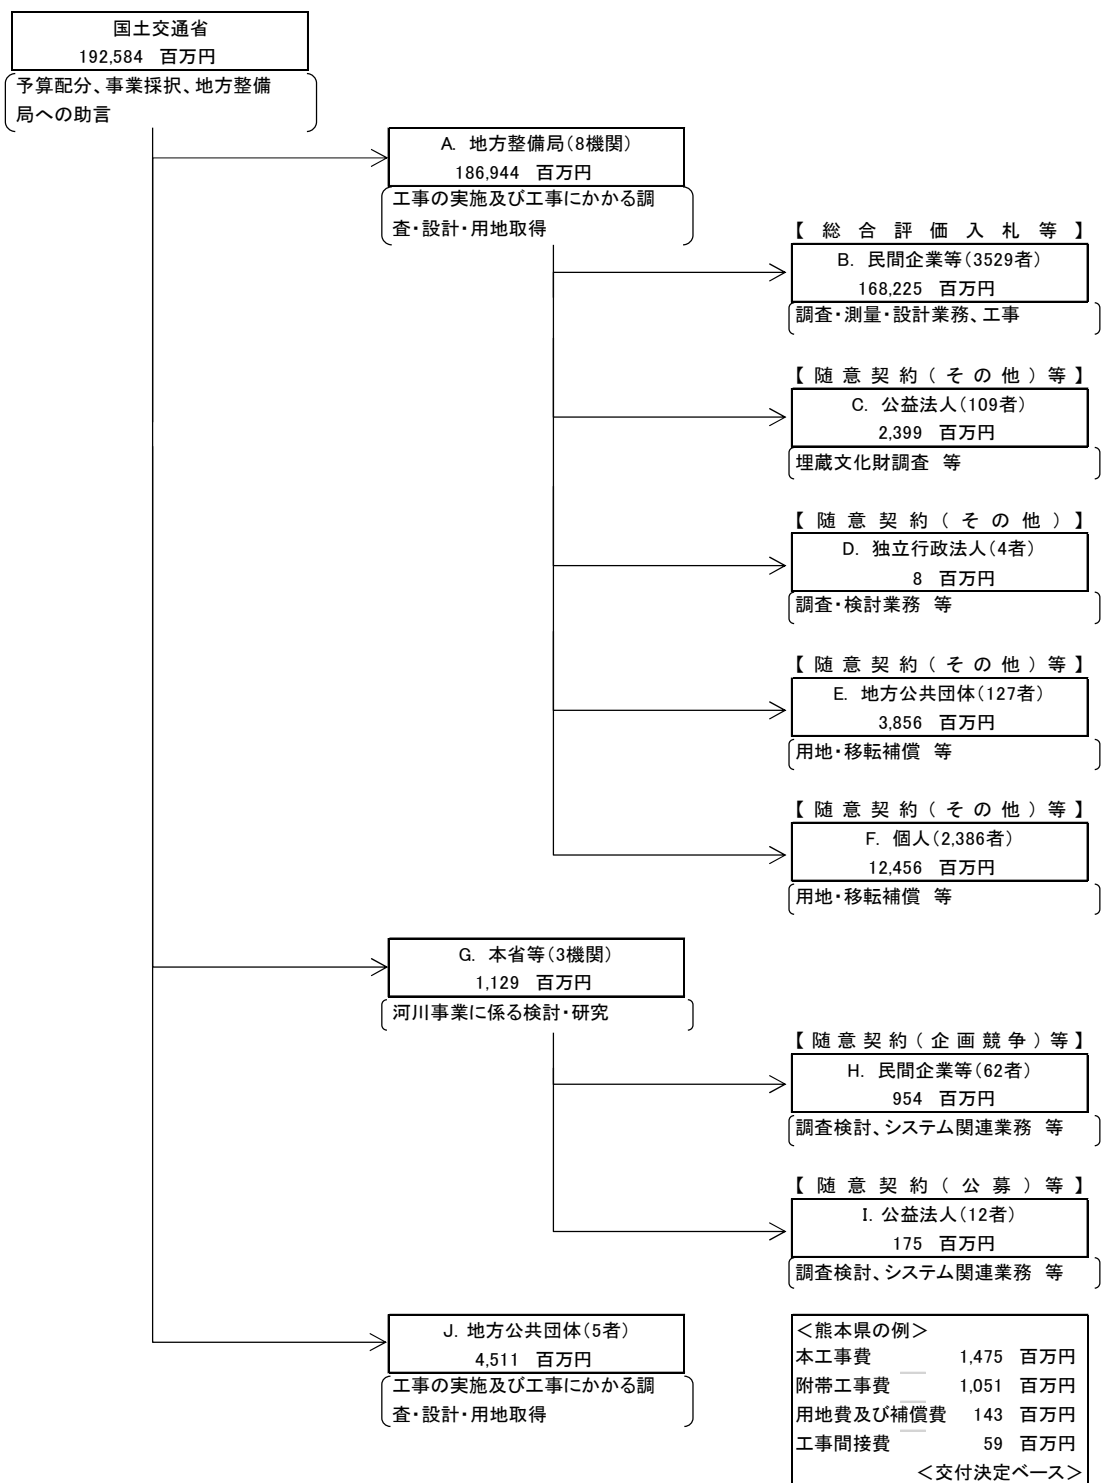 国土交通省
192,584 百万円
予算配分、事業採択、地方整備
局への助言
A. 地方整備局(8機関)
186,944 百万円
工事の実施及び工事にかかる調
査・設計・用地取得
【総合評価入札等】
B. 民間企業等(3529者)
168,225 百万円
調査・測量・設計業務、工事
【随意契約(その他)等】
C. 公益法人(109者)
2,399 百万円
埋蔵文化財調査 等
【随意契約(その他)】
D. 独立行政法人(4者)
8 百万円
調査・検討業務 等
【随意契約(その他)等】
E. 地方公共団体(127者)
3,856 百万円
用地・移転補償 等
【随意契約(その他)等】
F. 個人(2,386者)
12,456 百万円
用地・移転補償 等
G. 本省等(3機関)
1,129 百万円
河川事業に係る検討・研究
【随意契約(企画競争)等】
H. 民間企業等(62者)
954 百万円
調査検討、システム関連業務 等
【随意契約(公募)等】
I. 公益法人(12者)
175 百万円
調査検討、システム関連業務 等
J. 地方公共団体(5者)
4,511 百万円
工事の実施及び工事にかかる調
査・設計・用地取得
<熊本県の例>
本工事費 1,475 百万円
附帯工事費 1,051 百万円
用地費及び補償費 143 百万円
工事間接費 59 百万円
<交付決定ベース>